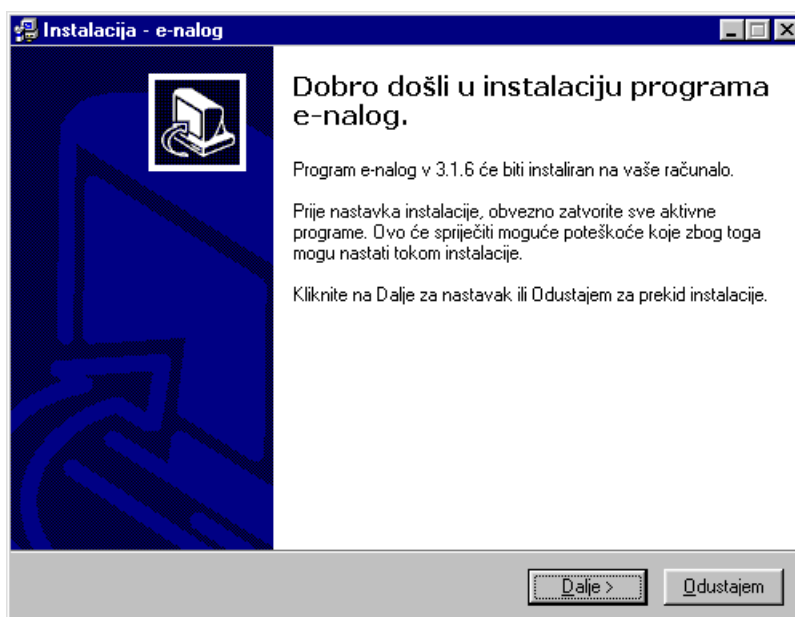 Instalacija - e-nalog
Dobro došli u instalaciju programa
e-nalog.
Program e-nalog v 3.1.6 će biti instaliran na vaše računalo.
Prije nastavka instalacije, obvezno zatvorite sve aktivne
programe. Ovo će spriječiti moguće poteškoće koje zbog toga
mogu nastati tokom instalacije.
Kliknite na Dalje za nastavak ili Odustajem za prekid instalacije.
Dalje >
Odustajem